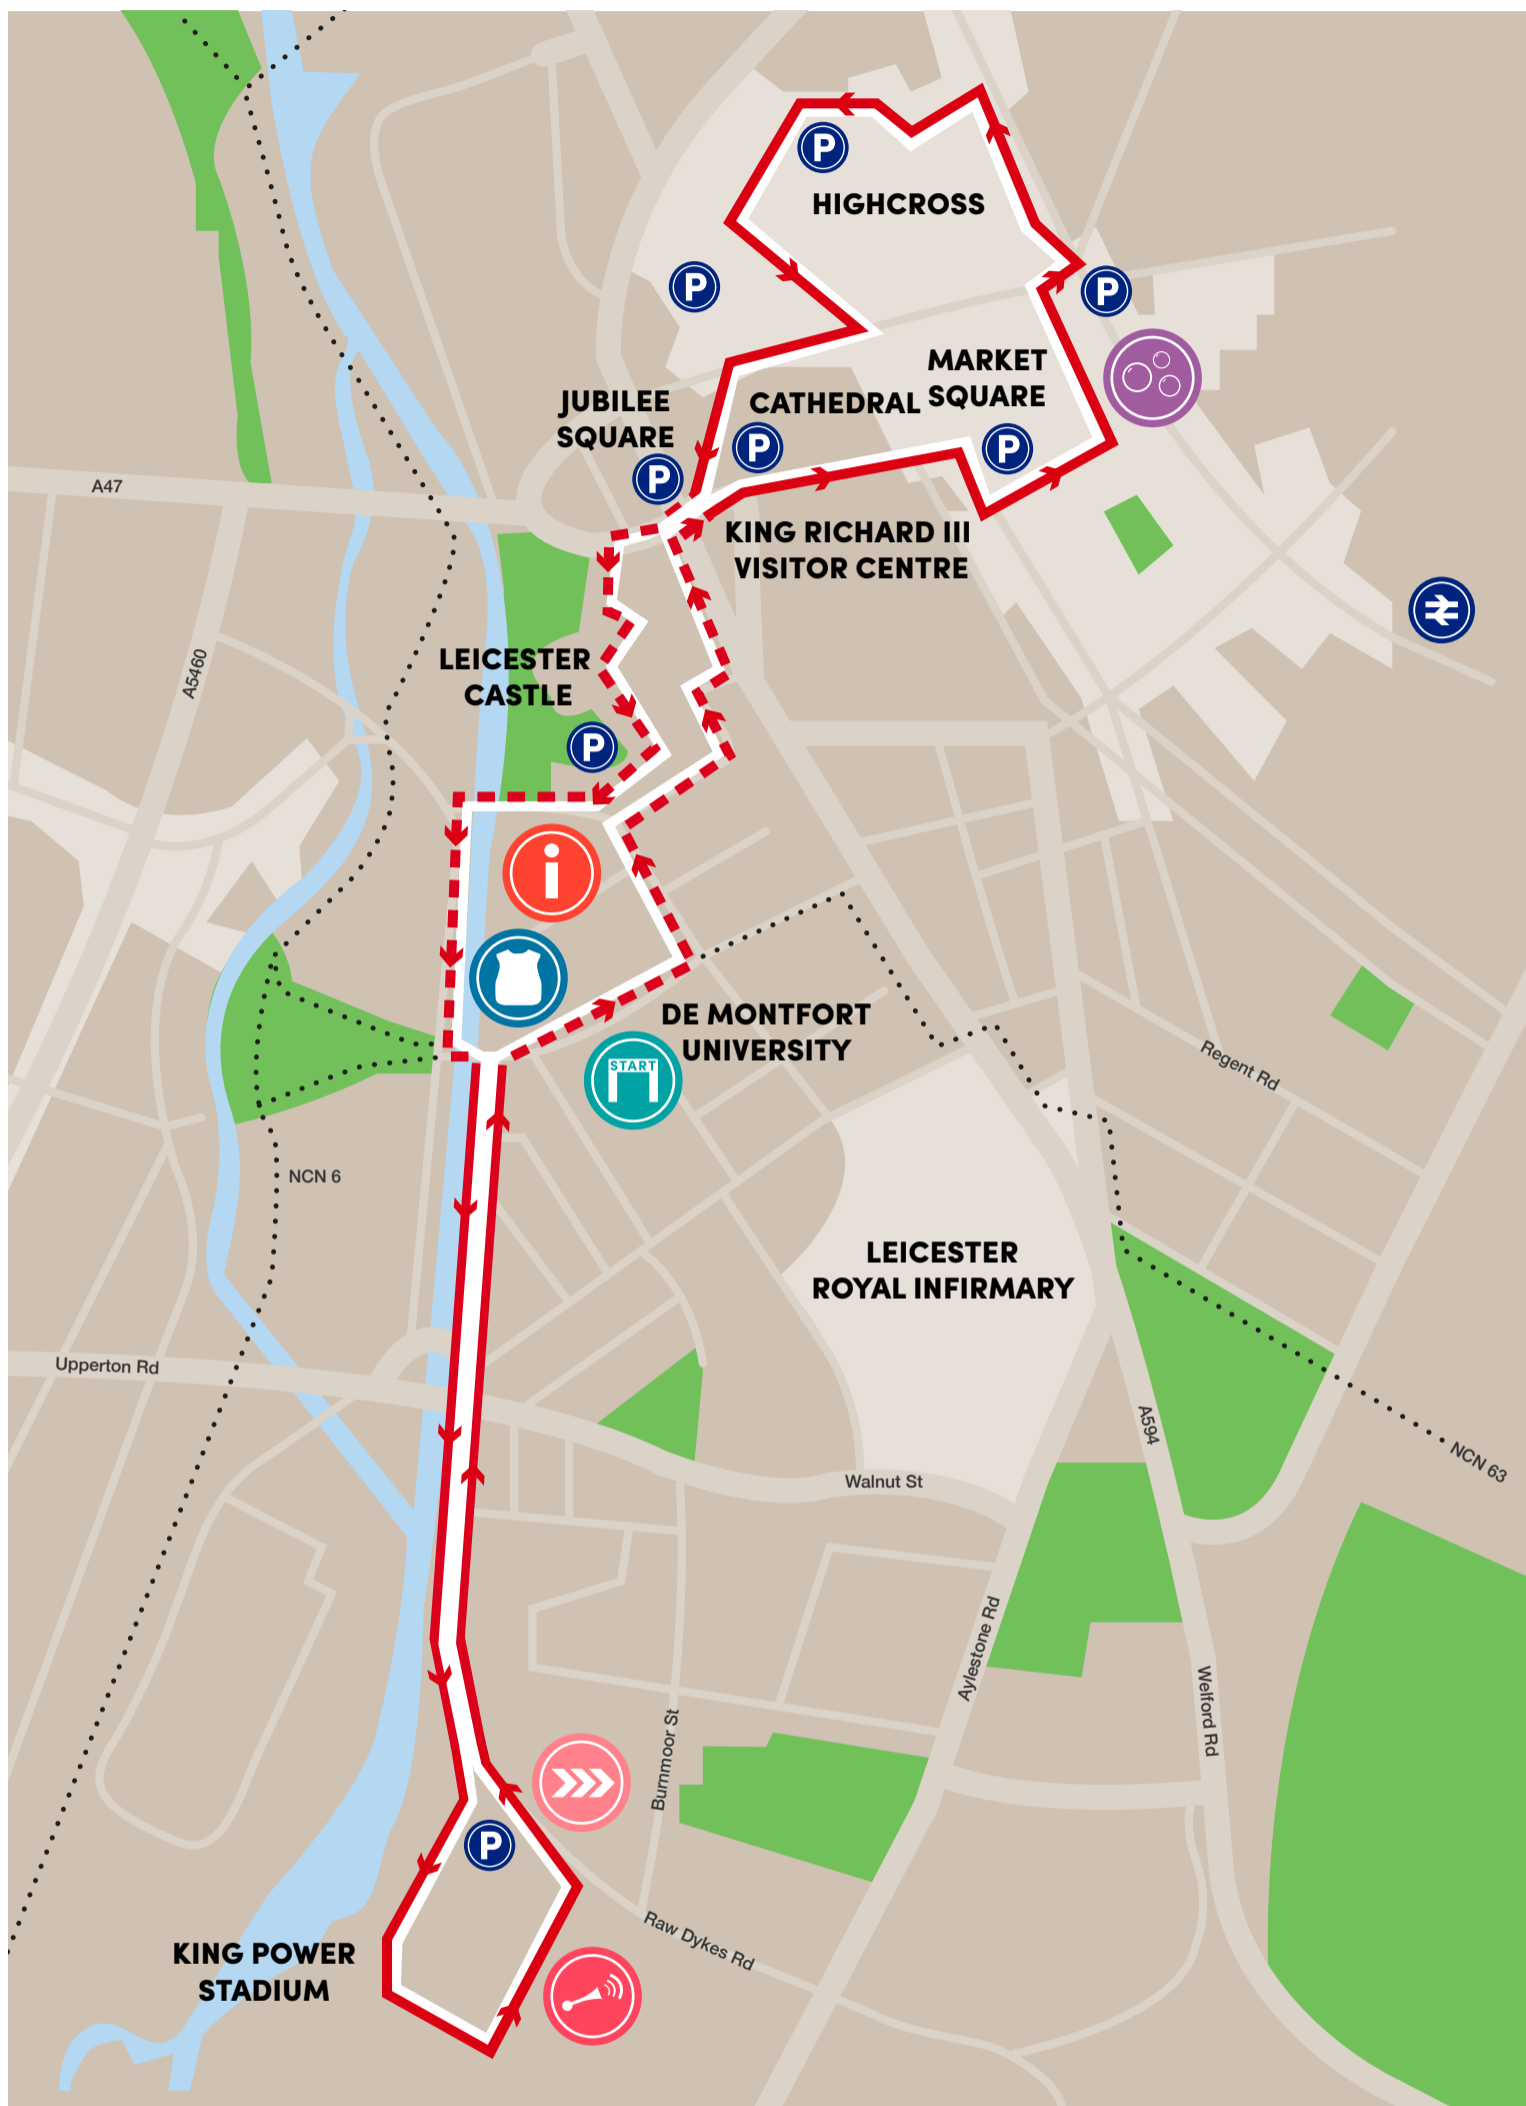 P
HIGHCROSS
P
P
MARKET
SQUARE
JUBILEE
SQUARE
CATHEDRAL
P
P
P
A47
KING RICHARD III
VISITOR CENTRE
LEICESTER
CASTLE
A5460
P
i
DE MONTFORT
UNIVERSITY
START
Regent Rd
NCN 6
LEICESTER
ROYAL INFIRMARY
Upperton Rd
A594
NCN 63
Walnut St
Aylestone Rd
Welford Rd
Burnmoor St
P
Raw Dykes Rd
KING POWER
STADIUM